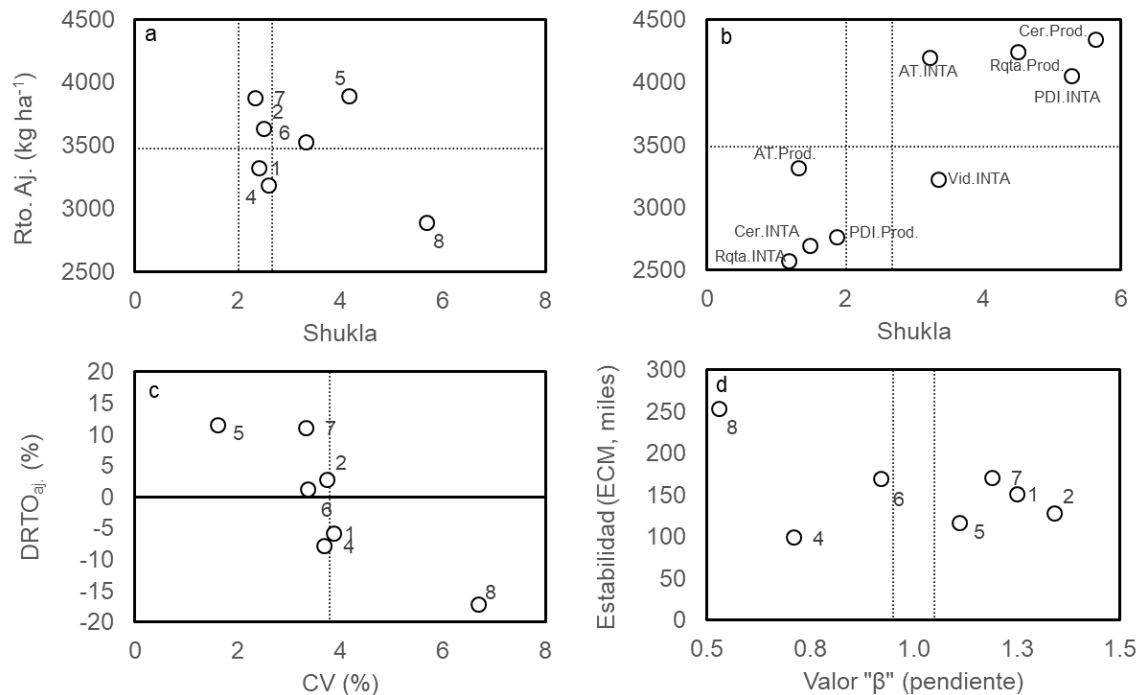 a
4500
4000
3500
3000
2500
Rto. Aj. (kg ha⁻¹)
5
7
2
6
1
4
8
0 2 4 6 8
Shukla
b
4500
4000
3500
3000
2500
Cer.Prod.
AT.INTA
Rqta.Prod.
PDI.INTA
AT.Prod.
Vid.INTA
Cer.INTA
PDI.Prod.
Rqta.INTA
0 2 4 6
Shukla
c
20
15
10
5
0
-5
-10
-15
-20
DRTOaj. (%)
5
7
2
6
1
4
8
0 2 4 6 8
CV (%)
d
300
250
200
150
100
50
0
Estabilidad (ECM, miles)
8
6
7
1
2
4
5
0.5 0.8 1.0 1.3 1.5
Valor "β" (pendiente)